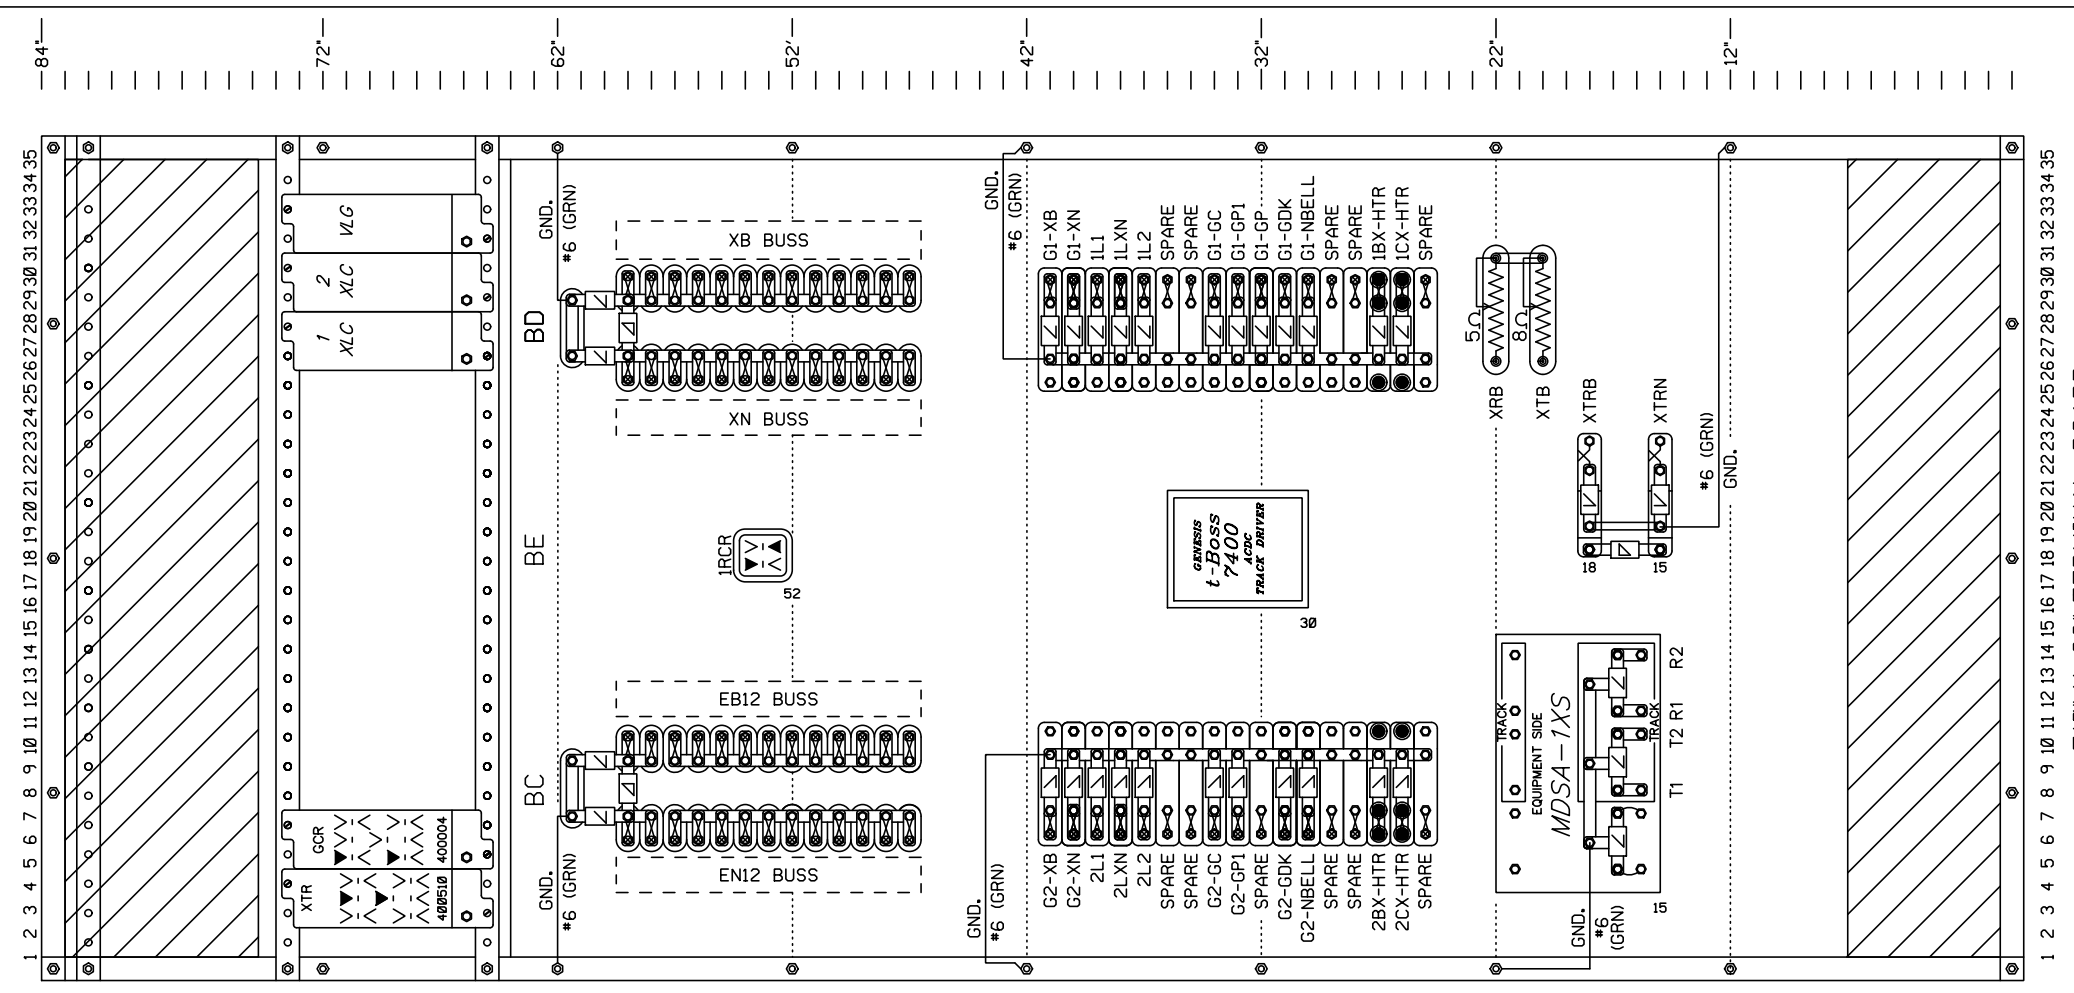 84"
72"
62"
52'
42"
32"
22"
12"
1 2 3 4 5 6 7 8 9 10 11 12 13 14 15 16 17 18 19 20 21 22 23 24 25 26 27 28 29 30 31 32 33 34 35
VLG
2
XLC
1
XLC
GCR
400004
XTR
400510
BD
BE
BC
GND.
#6 (GRN)
XB BUSS
XN BUSS
1RCR
52
EB12 BUSS
EN12 BUSS
GND.
#6 (GRN)
GND.
#6 (GRN)
G1-XB
G1-XN
1L1
1LXN
1L2
SPARE
SPARE
G1-GC
G1-GP1
G1-GP
G1-GDK
G1-NBELL
SPARE
SPARE
1BX-HTR
1CX-HTR
SPARE
GENESIS
t-Boss
7400
ACDC
TRACK DRIVER
30
GND.
#6 (GRN)
G2-XB
G2-XN
2L1
2LXN
2L2
SPARE
SPARE
G2-GC
G2-GP1
SPARE
G2-GDK
G2-NBELL
SPARE
SPARE
2BX-HTR
2CX-HTR
SPARE
5Ω
8Ω
XRB
XTB
XTRB
XTRN
18
15
#6 (GRN)
GND.
TRACK
EQUIPMENT SIDE
MDSA-1XS
TRACK
T1 T2 R1 R2
15
GND.
#6
(GRN)
1 2 3 4 5 6 7 8 9 10 11 12 13 14 15 16 17 18 19 20 21 22 23 24 25 26 27 28 29 30 31 32 33 34 35